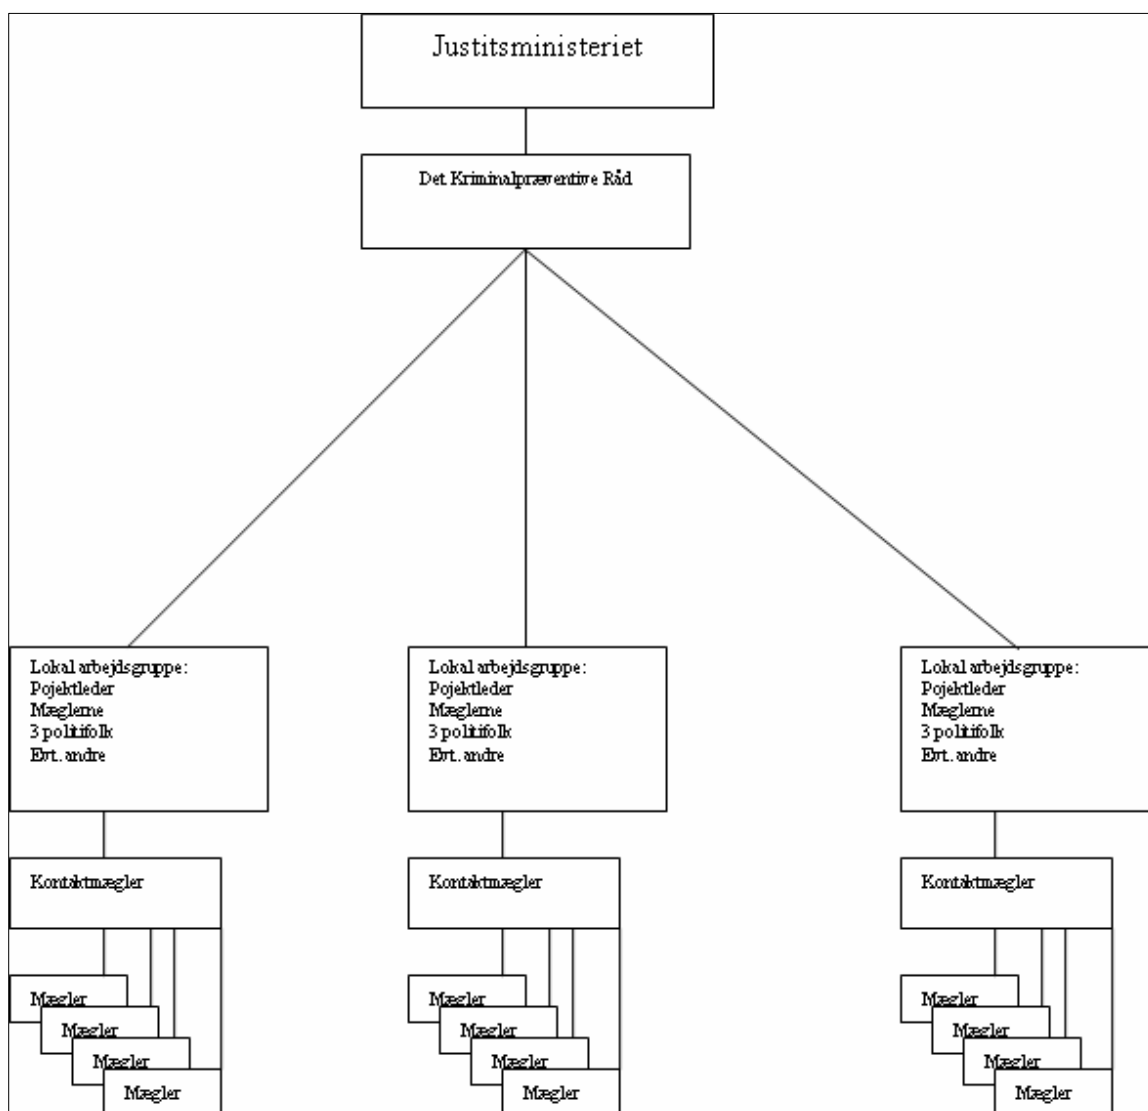 Justitsministeriet
Det Kriminalpræventive Råd
Lokal arbejdsgruppe:
Pojektleder
Mæglerne
3 politifolk
Evt. andre
Lokal arbejdsgruppe:
Pojektleder
Mæglerne
3 politifolk
Evt. andre
Lokal arbejdsgruppe:
Pojektleder
Mæglerne
3 politifolk
Evt. andre
Kontaktmægler
Kontaktmægler
Kontaktmægler
Mægler
Mægler
Mægler
Mægler
Mægler
Mægler
Mægler
Mægler
Mægler
Mægler
Mægler
Mægler